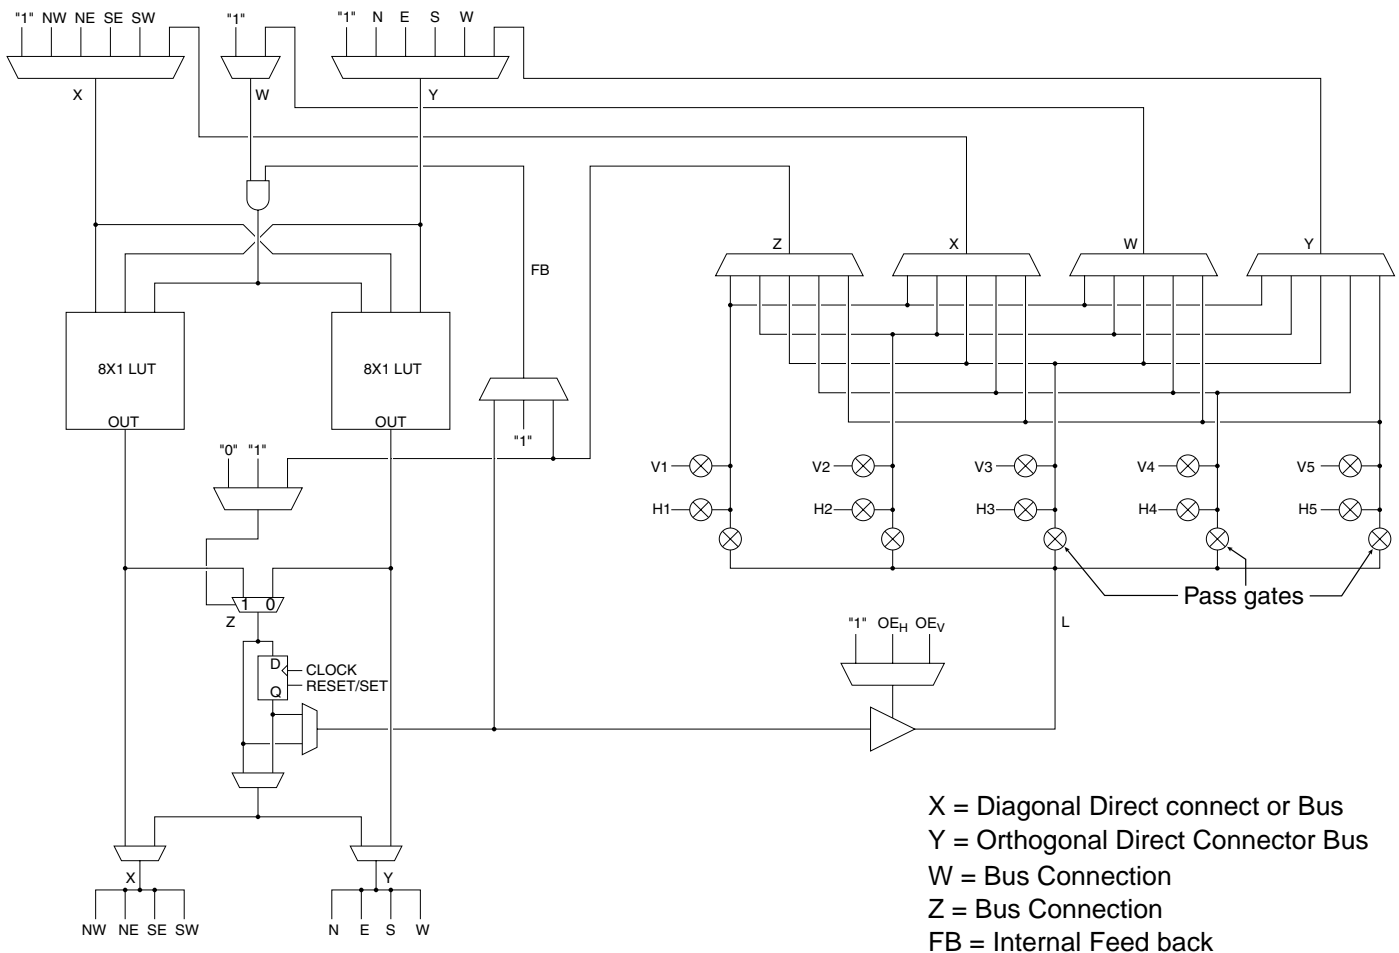 "1" NW NE SE SW "1" "1" N E S W
X W Y
Z X W Y
FB
8X1 LUT 8X1 LUT
OUT OUT
"1"
"0" "1"
V1 V2 V3 V4 V5
H1 H2 H3 H4 H5
Pass gates
1 0
Z
"1" OEH OEV
L
D
CLOCK
RESET/SET
Q
X Y
NW NE SE SW N E S W
X = Diagonal Direct connect or Bus
Y = Orthogonal Direct Connector Bus
W = Bus Connection
Z = Bus Connection
FB = Internal Feed back